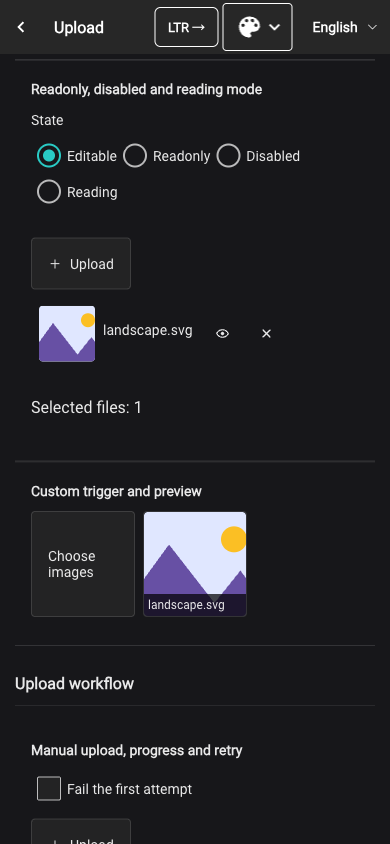 Upload
LTR→
English
Readonly, disabled and reading mode
State
Editable
Readonly
Disabled
Reading
+ Upload
landscape.svg
Selected files: 1
Custom trigger and preview
Choose
images
landscape.svg
Upload workflow
Manual upload, progress and retry
Fail the first attempt
+ Upload